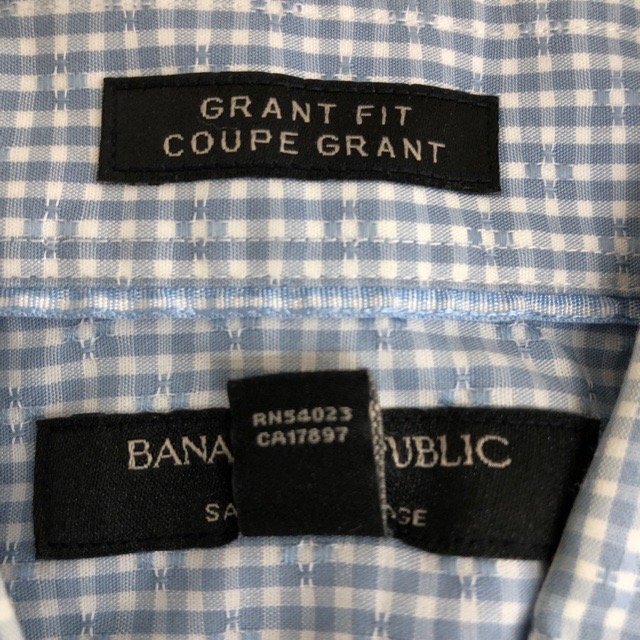 GRANT FIT
COUPE GRANT
RN54023
CA17897
BANA UBLIC
SA GE